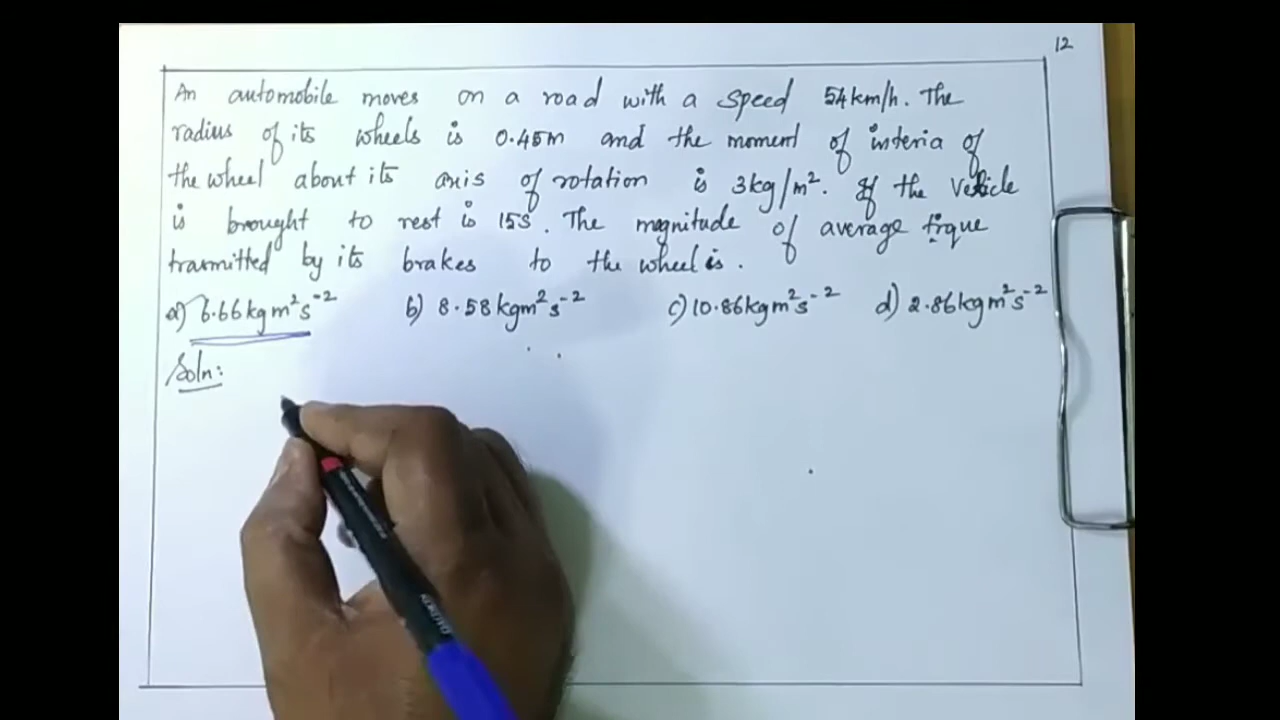 12
An automobile moves on a road with a speed 54km/h. The
radius of its wheels is 0.45m and the moment of interia of
the wheel about its axis of rotation is 3kg/m². If the vehicle
is brought to rest is 15s. The magnitude of average trque
trasmitted by its brakes to the wheel is.
a) 6.66kgm²s⁻² b) 8.58kgm²s⁻² c) 10.86kgm²s⁻² d) 2.86kgm²s⁻²
Soln: